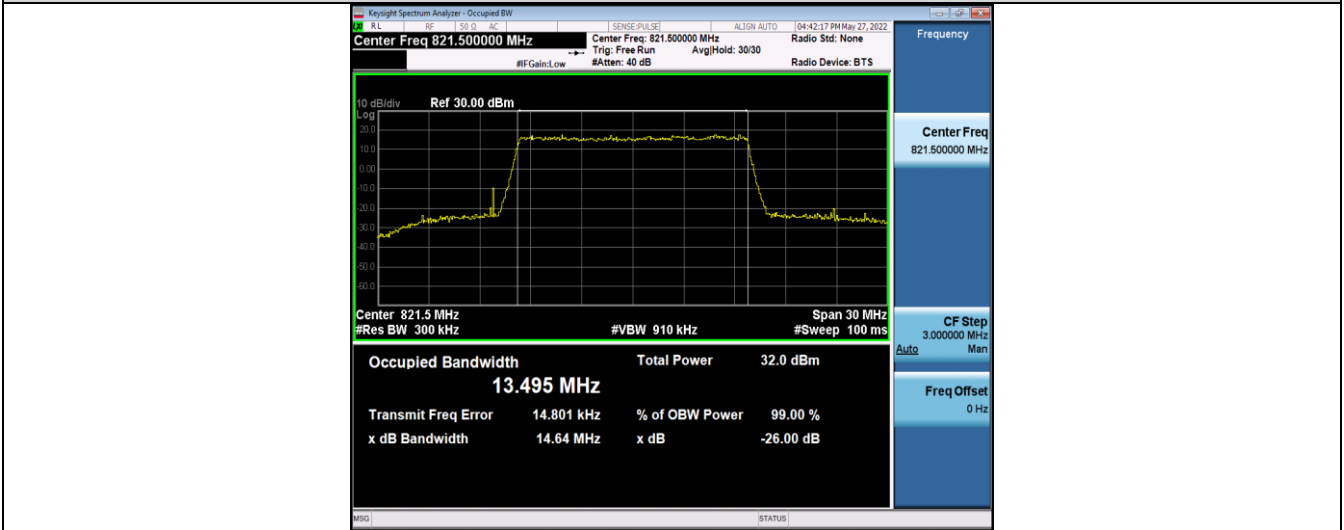 Keysight Spectrum Analyzer - Occupied BW
RL RF 50 Ω AC SENSE:PULSE ALIGN AUTO 04:42:17 PM May 27, 2022
Center Freq 821.500000 MHz
Center Freq: 821.500000 MHz Radio Std: None
Trig: Free Run Avg|Hold: 30/30
#IFGain:Low #Atten: 40 dB Radio Device: BTS
10 dB/div Ref 30.00 dBm
Log
20.0
10.0
0.00
-10.0
-20.0
-30.0
-40.0
-50.0
-60.0
Center 821.5 MHz Span 30 MHz
#Res BW 300 kHz #VBW 910 kHz #Sweep 100 ms
Occupied Bandwidth Total Power 32.0 dBm
13.495 MHz
Transmit Freq Error 14.801 kHz % of OBW Power 99.00 %
x dB Bandwidth 14.64 MHz x dB -26.00 dB
MSG STATUS
Frequency
Center Freq
821.500000 MHz
CF Step
3.000000 MHz
Auto Man
Freq Offset
0 Hz